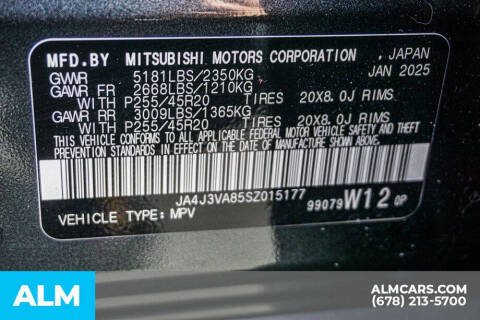 MFD.BY MITSUBISHI MOTORS CORPORATION , JAPAN
GVWR 5181LBS/2350KG JAN 2025
GAWR FR 2668LBS/1210KG
WITH P255/45R20 TIRES 20X8.0J RIMS
GAWR RR 3009LBS/1365KG
WITH P255/45R20 TIRES 20X8.0J RIMS
THIS VEHICLE CONFORMS TO ALL APPLICABLE FEDERAL MOTOR VEHICLE SAFETY, BUMPER AND THEFT
PREVENTION STANDARDS IN EFFECT ON THE DATE OF MANUFACTURE SHOWN ABOVE.
JA4J3VA85SZ015177
VEHICLE TYPE: MPV 99079 W12 0P
ALM
ALMCARS.COM
(678) 213-5700